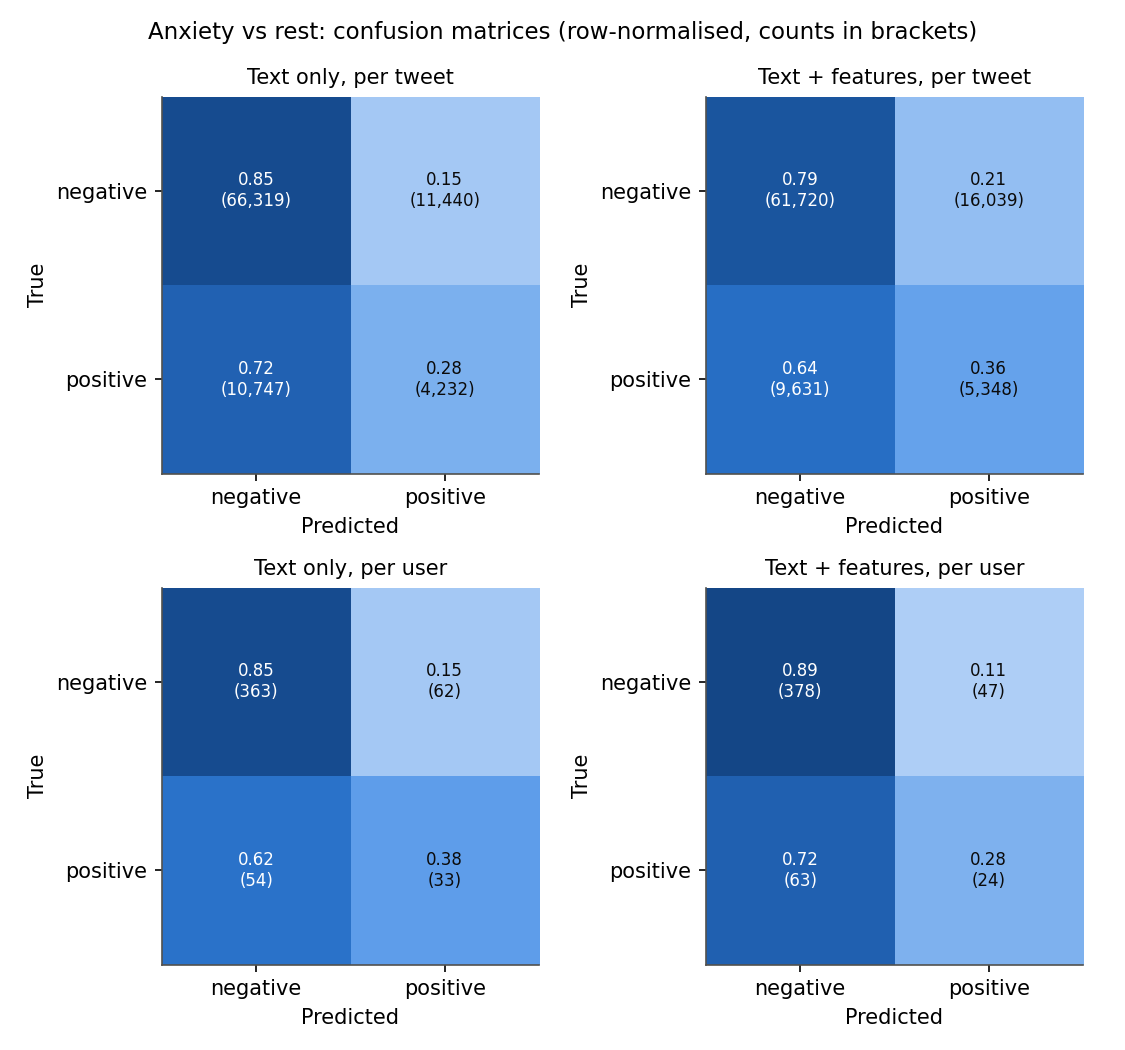 Anxiety vs rest: confusion matrices (row-normalised, counts in brackets)
Text only, per tweet
True
negative
positive
0.85
(66,319)
0.15
(11,440)
0.72
(10,747)
0.28
(4,232)
negative
positive
Predicted
Text + features, per tweet
True
negative
positive
0.79
(61,720)
0.21
(16,039)
0.64
(9,631)
0.36
(5,348)
negative
positive
Predicted
Text only, per user
True
negative
positive
0.85
(363)
0.15
(62)
0.62
(54)
0.38
(33)
negative
positive
Predicted
Text + features, per user
True
negative
positive
0.89
(378)
0.11
(47)
0.72
(63)
0.28
(24)
negative
positive
Predicted